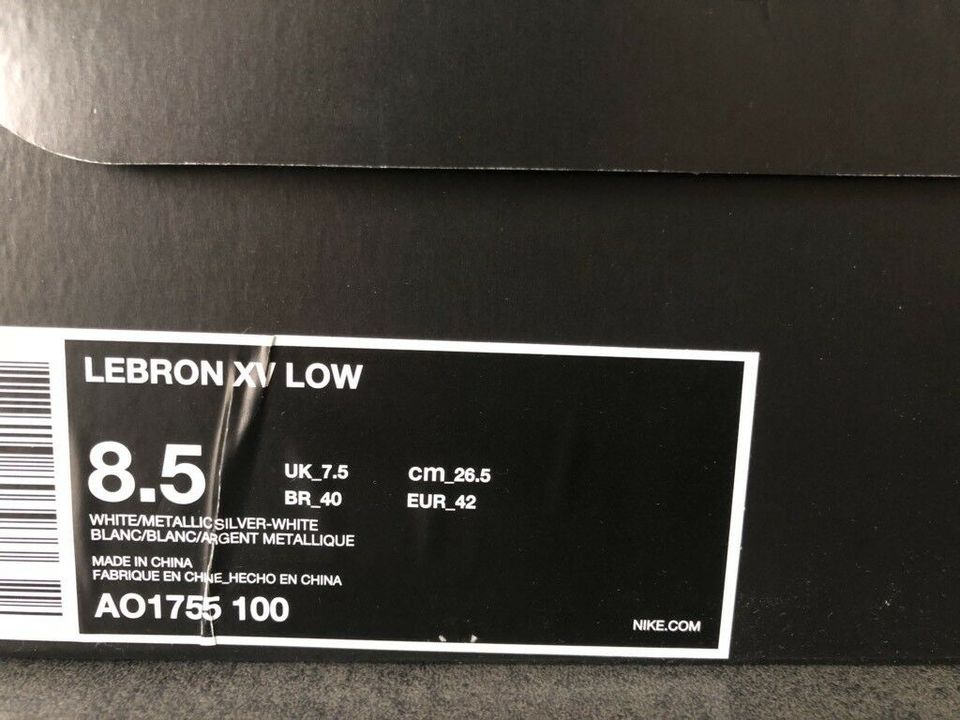 LEBRON XV LOW
8.5
UK_7.5 cm_26.5
BR_40 EUR_42
WHITE/METALLIC SILVER-WHITE
BLANC/BLANC/ARGENT METALLIQUE
MADE IN CHINA
FABRIQUE EN CHINE_HECHO EN CHINA
AO1755 100
NIKE.COM